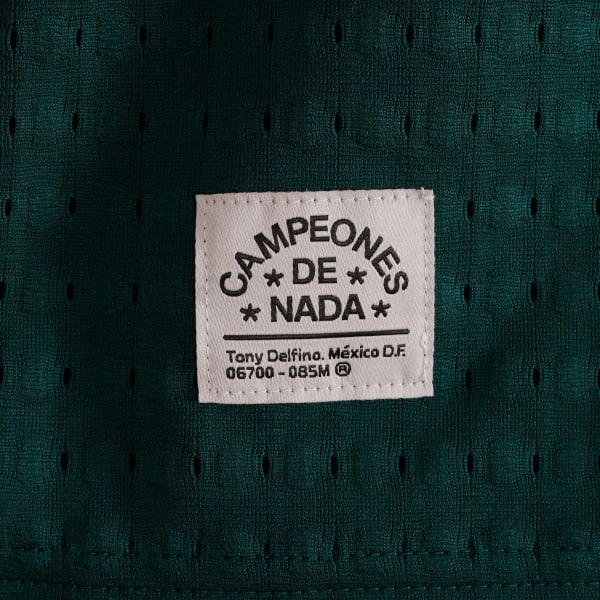 CAMPEONES
* DE *
* NADA *
Tony Delfino. México D.F.
06700 - 085M ®